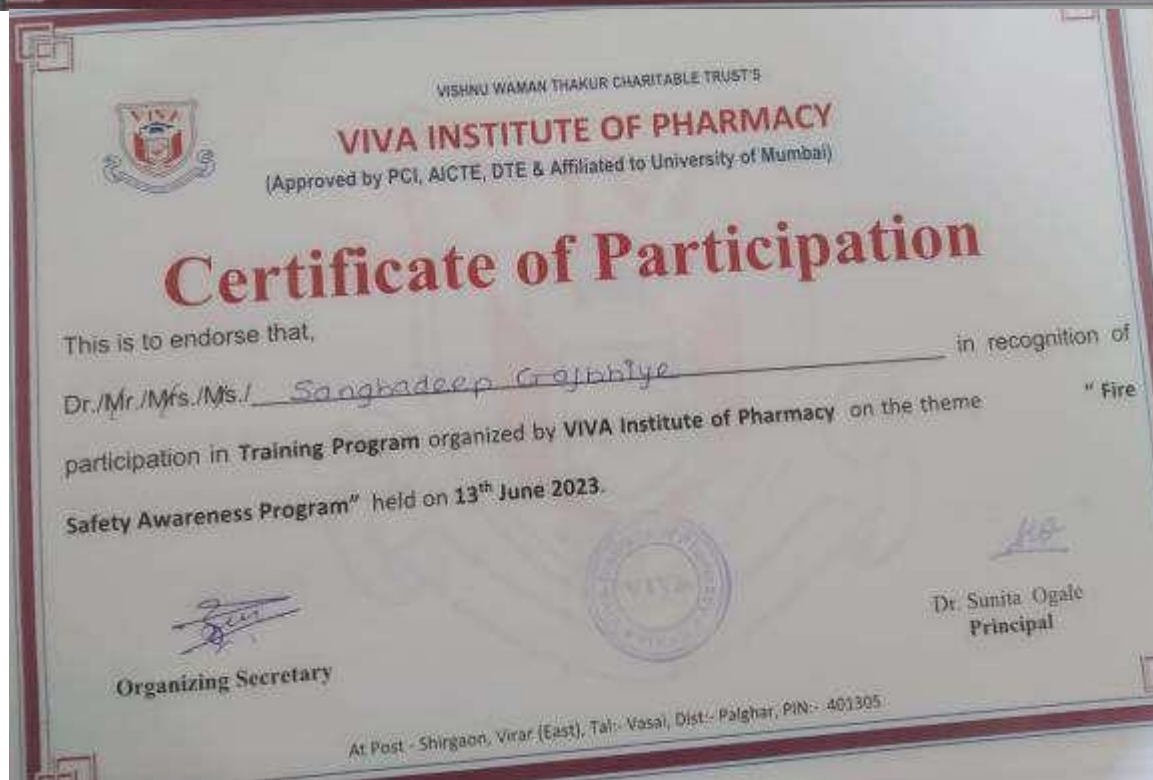 VIVA
VISHNU WAMAN THAKUR CHARITABLE TRUST'S
VIVA INSTITUTE OF PHARMACY
(Approved by PCI, AICTE, DTE & Affiliated to University of Mumbai)
Certificate of Participation
This is to endorse that,
Dr./Mr./Mrs./Ms./ Sanghadeep Gajbhiye in recognition of
participation in Training Program organized by VIVA Institute of Pharmacy on the theme " Fire
Safety Awareness Program" held on 13th June 2023.
VIVA
Dr. Sunita Ogale
Principal
Organizing Secretary
At Post - Shirgaon, Virar (East), Tal:- Vasai, Dist:- Palghar, PIN:- 401305.